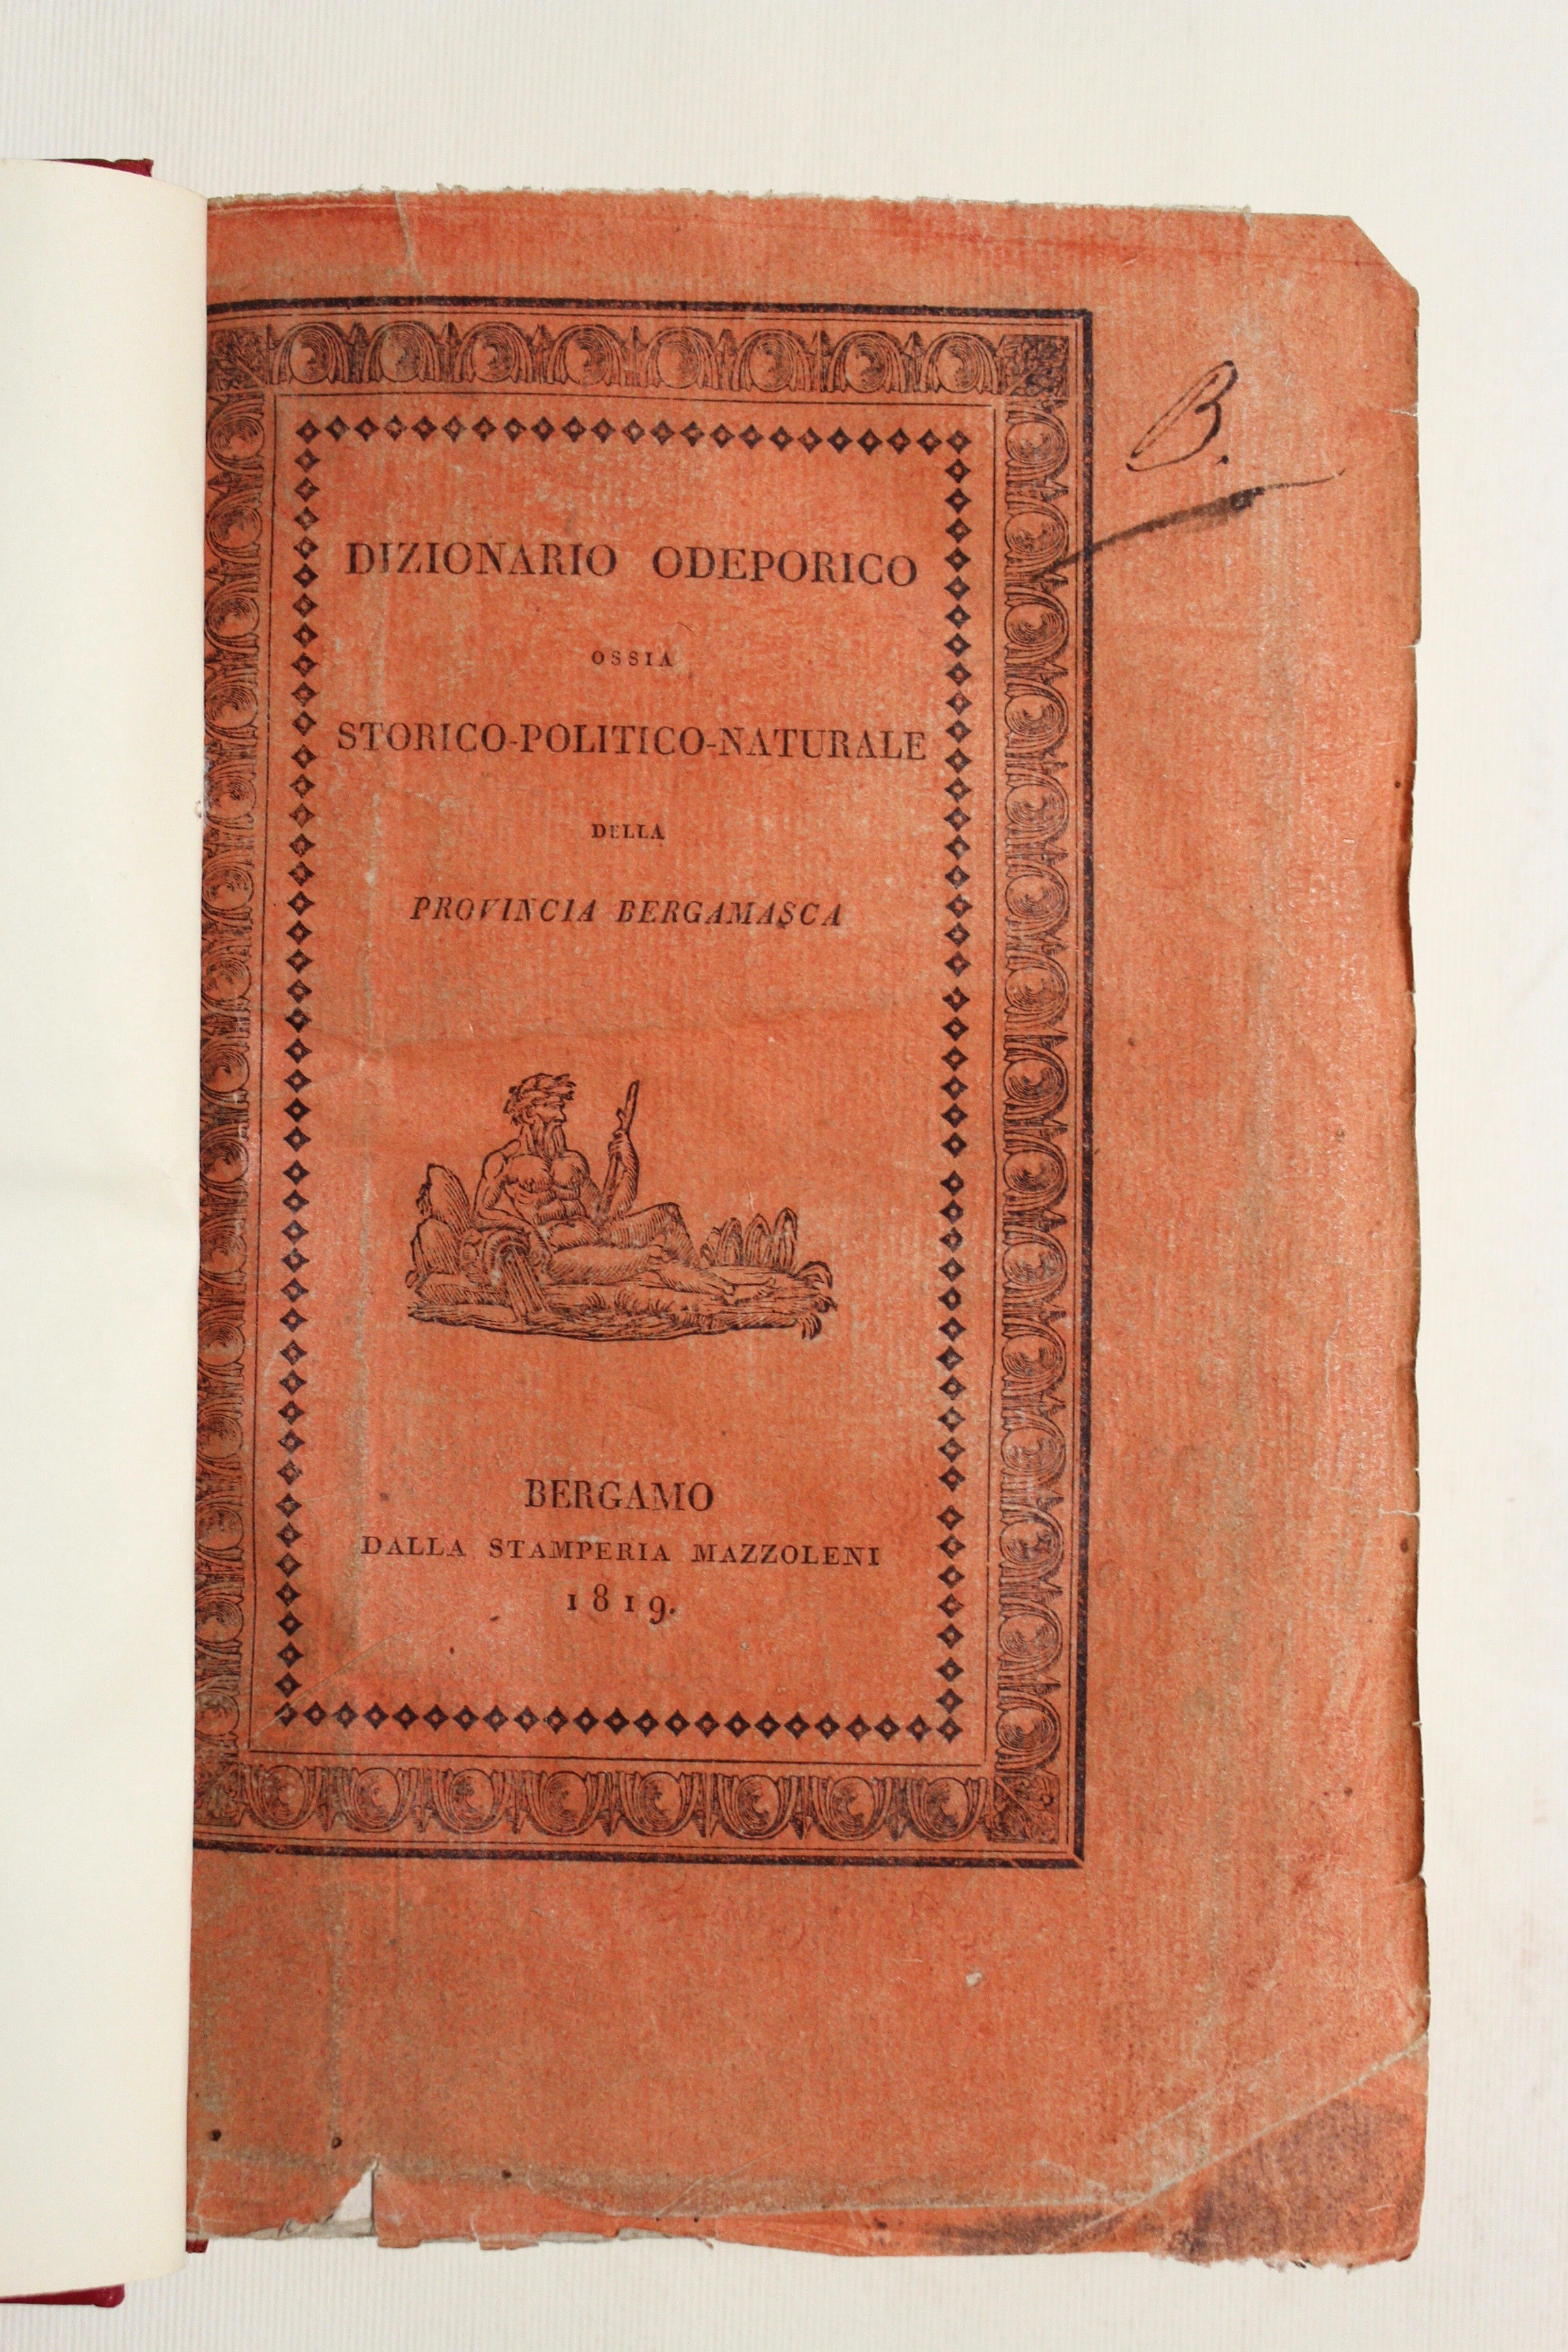 B.
DIZIONARIO ODEPORICO
OSSIA
STORICO-POLITICO-NATURALE
DELLA
PROVINCIA BERGAMASCA
BERGAMO
DALLA STAMPERIA MAZZOLENI
1819.